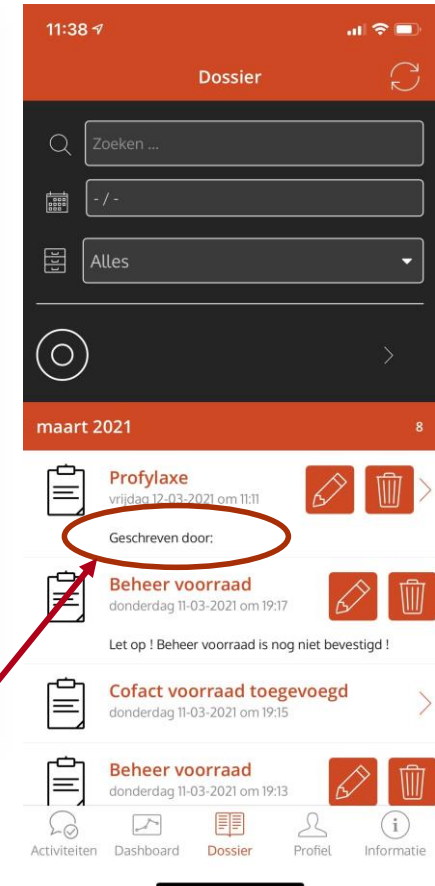 11:38
Dossier
Zoeken ...
- / -
Alles
maart 2021 8
Profylaxe
vrijdag 12-03-2021 om 11:11
Geschreven door:
Beheer voorraad
donderdag 11-03-2021 om 19:17
Let op ! Beheer voorraad is nog niet bevestigd !
Cofact voorraad toegevoegd
donderdag 11-03-2021 om 19:15
Beheer voorraad
donderdag 11-03-2021 om 19:13
Activiteiten Dashboard Dossier Profiel Informatie